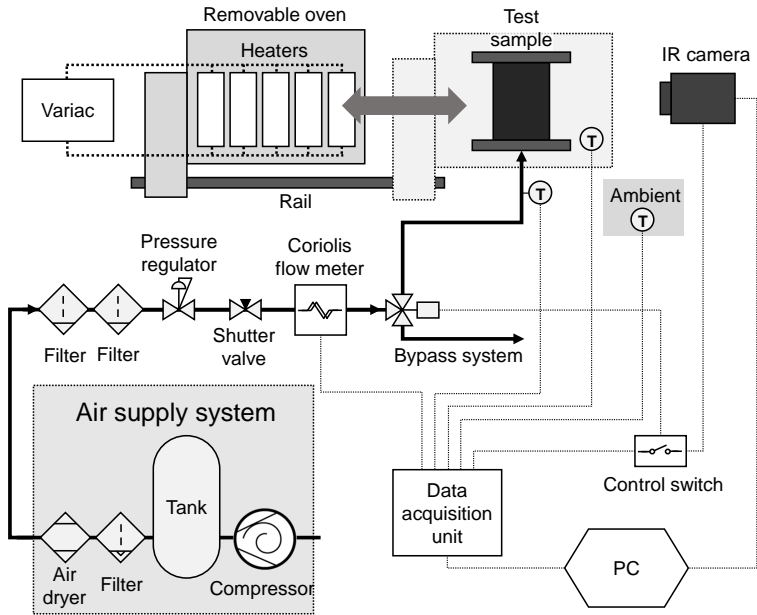 Removable oven
Test
sample
Heaters
IR camera
Variac
T
Rail
T
Ambient
T
Pressure
regulator
Coriolis
flow meter
Filter
Filter
Shutter
valve
Bypass system
Air supply system
Tank
Data
acquisition
unit
Control switch
Air
dryer
Filter
Compressor
PC